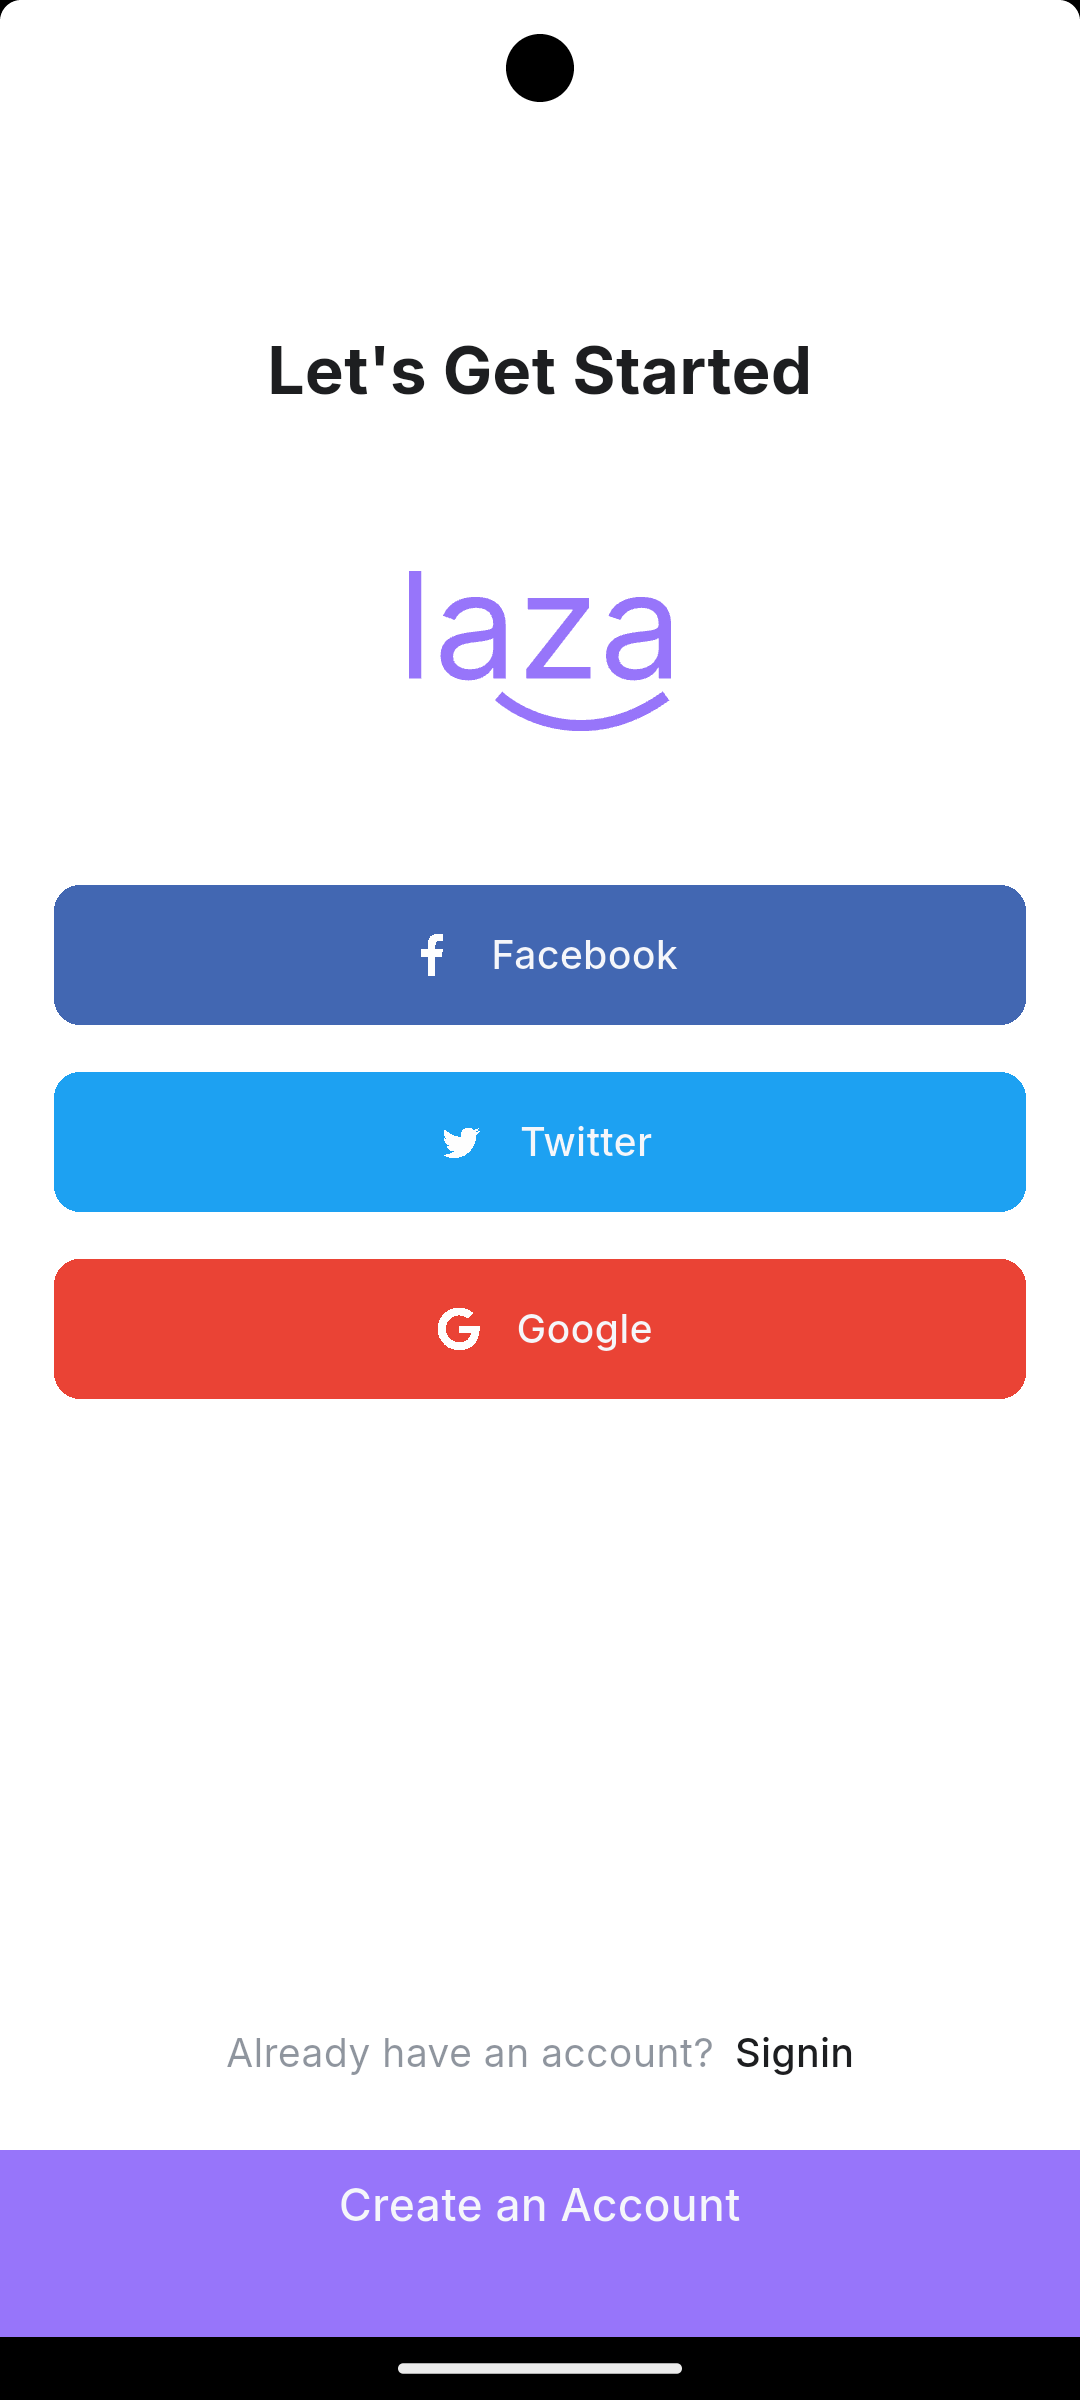 Let's Get Started
laza
Facebook
Twitter
Google
Already have an account? Signin
Create an Account